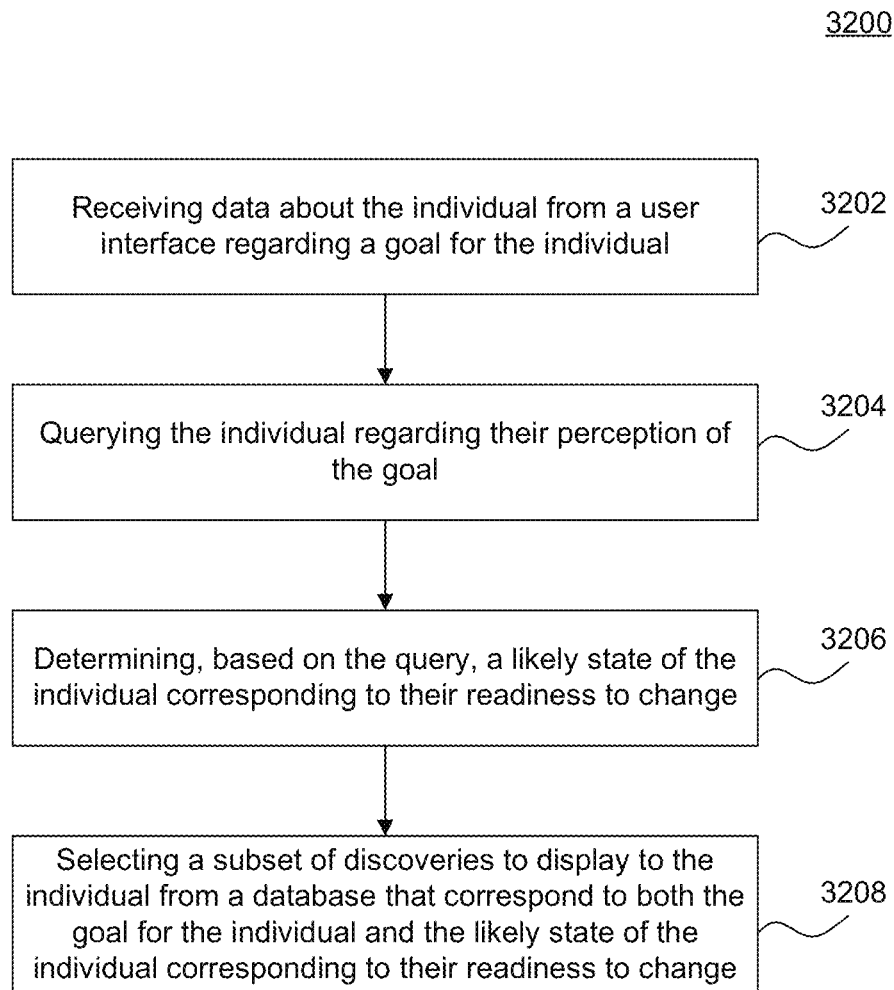 3200
Receiving data about the individual from a user
interface regarding a goal for the individual
3202
Querying the individual regarding their perception of
the goal
3204
Determining, based on the query, a likely state of the
individual corresponding to their readiness to change
3206
Selecting a subset of discoveries to display to the
individual from a database that correspond to both the
goal for the individual and the likely state of the
individual corresponding to their readiness to change
3208